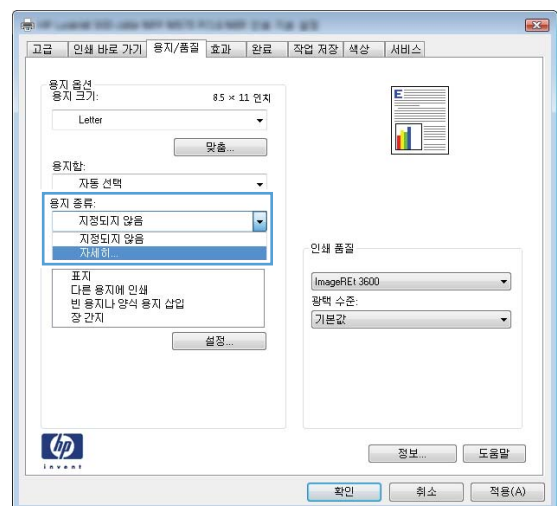 고급 인쇄 바로 가기 용지/품질 효과 완료 작업 저장 색상 서비스
용지 옵션
용지 크기: 8.5 × 11 인치
Letter
맞춤...
용지함:
자동 선택
용지 종류:
지정되지 않음
지정되지 않음
자세히...
표지
다른 용지에 인쇄
빈 용지나 양식 용지 삽입
장 간지
설정...
E
인쇄 품질
ImageREt 3600
광택 수준:
기본값
hp
invent
정보... 도움말
확인 취소 적용(A)